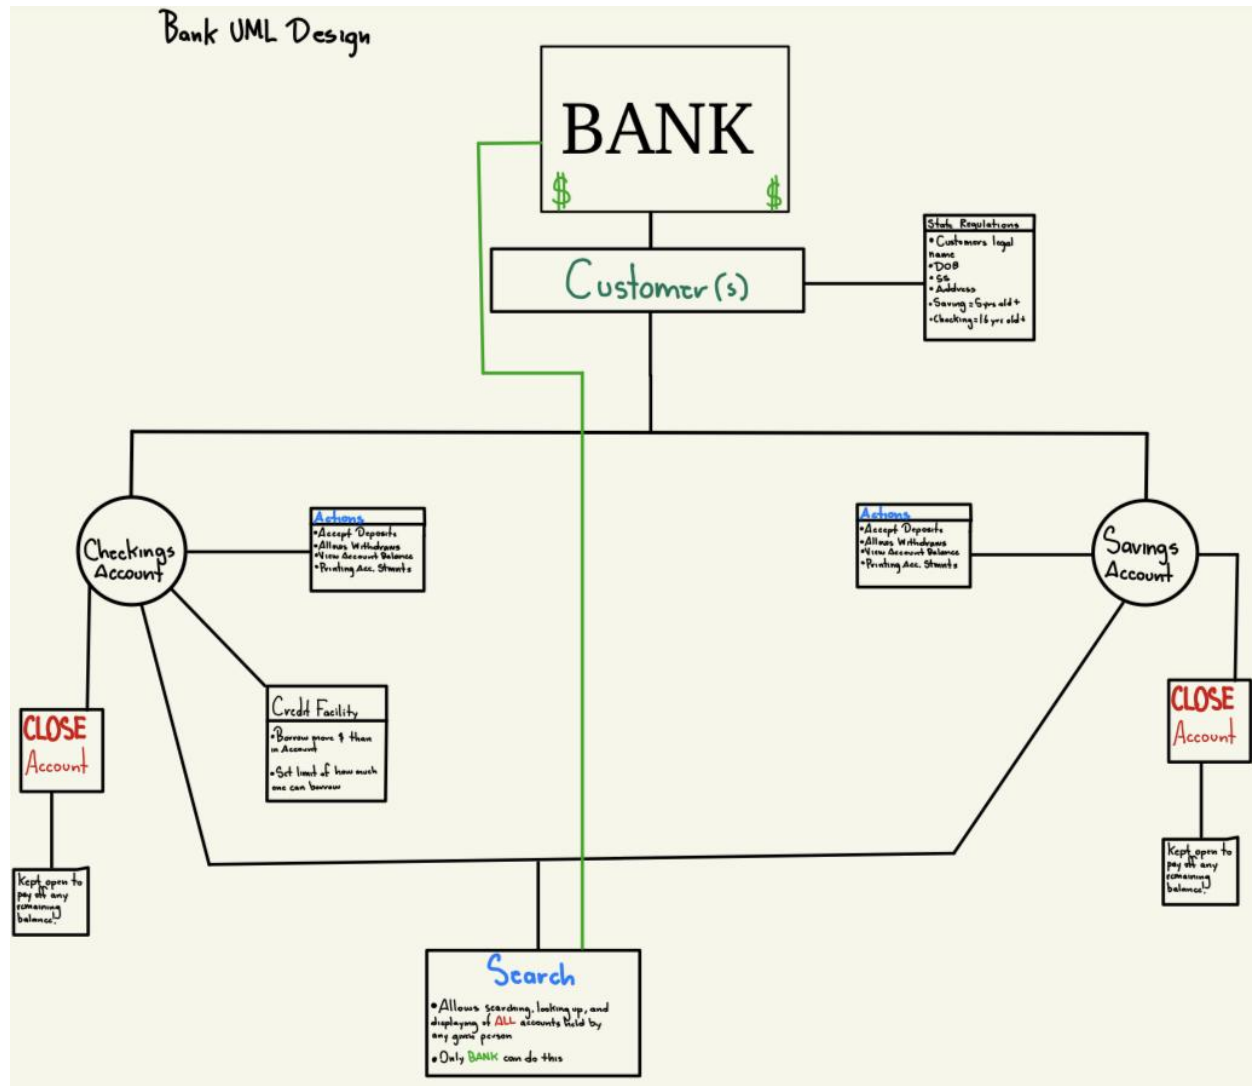 Bank UML Design
BANK
$ $
Customer(s)
State Regulations
• Customers legal
name
• DOB
• SS
• Address
• Saving = 5yrs old+
• Checking = 16 yrs old+
Checkings
Account
Actions
• Accept Deposits
• Allows Withdraws
• View Account Balance
• Printing Acc. Stmnts
Actions
• Accept Deposits
• Allows Withdraws
• View Account Balance
• Printing Acc. Stmnts
Savings
Account
CLOSE
Account
Credit Facility
• Borrow more $ than
in Account
• Set limit of how much
one can borrow
CLOSE
Account
Kept open to
pay off any
remaining
balance!
Kept open to
pay off any
remaining
balance!
Search
• Allows searching, looking up, and
displaying of ALL accounts held by
any given person
• Only BANK can do this